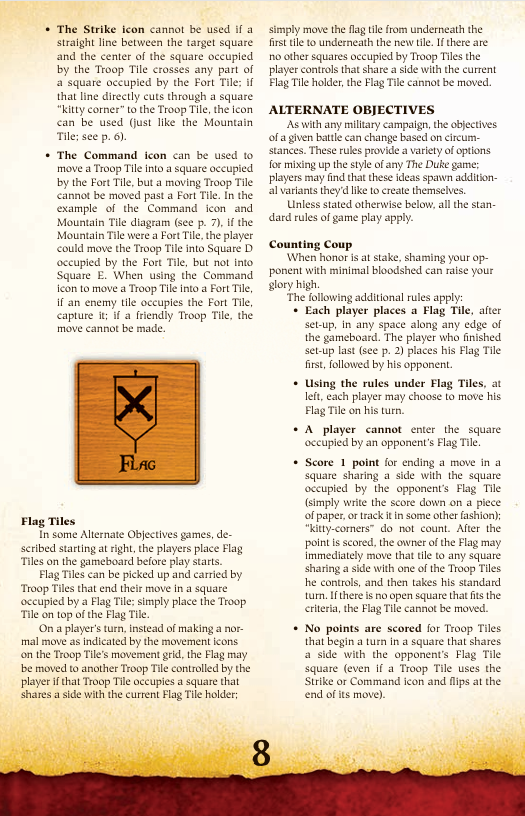 • The Strike icon cannot be used if a
straight line between the target square
and the center of the square occupied
by the Troop Tile crosses any part of
a square occupied by the Fort Tile; if
that line directly cuts through a square
“kitty corner” to the Troop Tile, the icon
can be used (just like the Mountain
Tile; see p. 6).
• The Command icon can be used to
move a Troop Tile into a square occupied
by the Fort Tile, but a moving Troop Tile
cannot be moved past a Fort Tile. In the
example of the Command icon and
Mountain Tile diagram (see p. 7), if the
Mountain Tile were a Fort Tile, the player
could move the Troop Tile into Square D
occupied by the Fort Tile, but not into
Square E. When using the Command
icon to move a Troop Tile into a Fort Tile,
if an enemy tile occupies the Fort Tile,
capture it; if a friendly Troop Tile, the
move cannot be made.
Flag
Flag Tiles
In some Alternate Objectives games, de-
scribed starting at right, the players place Flag
Tiles on the gameboard before play starts.
Flag Tiles can be picked up and carried by
Troop Tiles that end their move in a square
occupied by a Flag Tile; simply place the Troop
Tile on top of the Flag Tile.
On a player’s turn, instead of making a nor-
mal move as indicated by the movement icons
on the Troop Tile’s movement grid, the Flag may
be moved to another Troop Tile controlled by the
player if that Troop Tile occupies a square that
shares a side with the current Flag Tile holder;
simply move the flag tile from underneath the
first tile to underneath the new tile. If there are
no other squares occupied by Troop Tiles the
player controls that share a side with the current
Flag Tile holder, the Flag Tile cannot be moved.
ALTERNATE OBJECTIVES
As with any military campaign, the objectives
of a given battle can change based on circum-
stances. These rules provide a variety of options
for mixing up the style of any The Duke game;
players may find that these ideas spawn addition-
al variants they’d like to create themselves.
Unless stated otherwise below, all the stan-
dard rules of game play apply.
Counting Coup
When honor is at stake, shaming your op-
ponent with minimal bloodshed can raise your
glory high.
The following additional rules apply:
• Each player places a Flag Tile, after
set-up, in any space along any edge of
the gameboard. The player who finished
set-up last (see p. 2) places his Flag Tile
first, followed by his opponent.
• Using the rules under Flag Tiles, at
left, each player may choose to move his
Flag Tile on his turn.
• A player cannot enter the square
occupied by an opponent’s Flag Tile.
• Score 1 point for ending a move in a
square sharing a side with the square
occupied by the opponent’s Flag Tile
(simply write the score down on a piece
of paper, or track it in some other fashion);
“kitty-corners” do not count. After the
point is scored, the owner of the Flag may
immediately move that tile to any square
sharing a side with one of the Troop Tiles
he controls, and then takes his standard
turn. If there is no open square that fits the
criteria, the Flag Tile cannot be moved.
• No points are scored for Troop Tiles
that begin a turn in a square that shares
a side with the opponent’s Flag Tile
square (even if a Troop Tile uses the
Strike or Command icon and flips at the
end of its move).
8